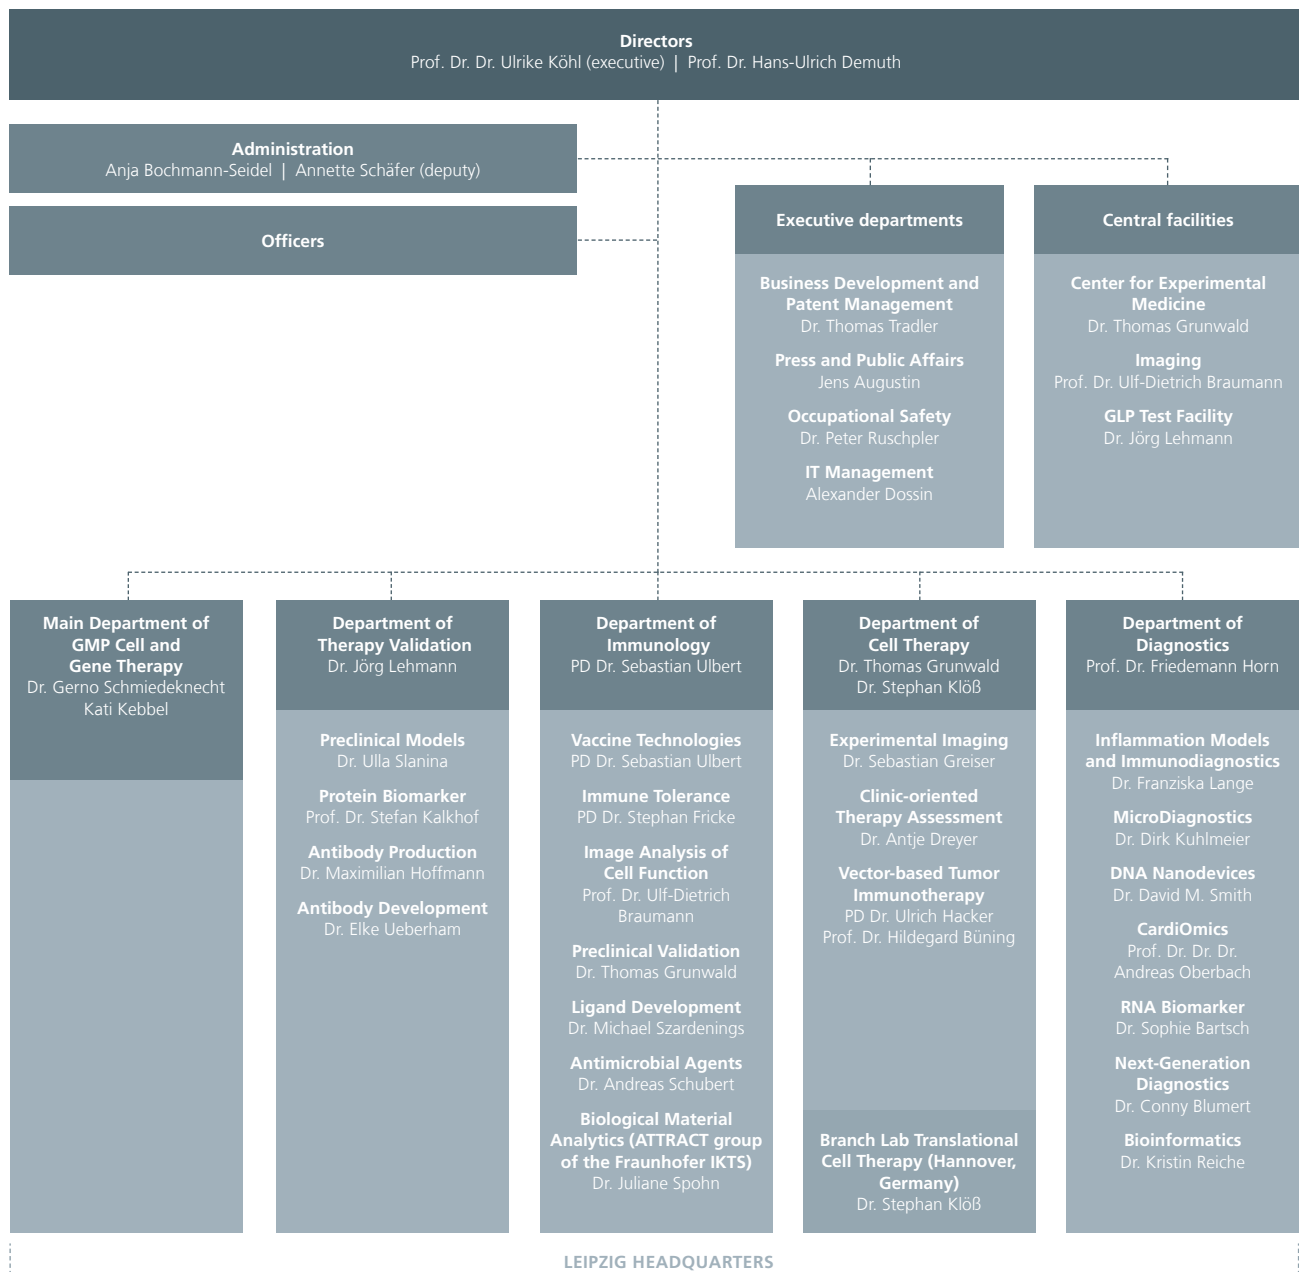 Directors
Prof. Dr. Dr. Ulrike Köhl (executive) | Prof. Dr. Hans-Ulrich Demuth
Administration
Anja Bochmann-Seidel | Annette Schäfer (deputy)
Officers
Executive departments
Business Development and
Patent Management
Dr. Thomas Tradler
Press and Public Affairs
Jens Augustin
Occupational Safety
Dr. Peter Ruschpler
IT Management
Alexander Dossin
Central facilities
Center for Experimental
Medicine
Dr. Thomas Grunwald
Imaging
Prof. Dr. Ulf-Dietrich Braumann
GLP Test Facility
Dr. Jörg Lehmann
Main Department of
GMP Cell and
Gene Therapy
Dr. Gerno Schmiedeknecht
Kati Kebbel
Department of
Therapy Validation
Dr. Jörg Lehmann
Preclinical Models
Dr. Ulla Slanina
Protein Biomarker
Prof. Dr. Stefan Kalkhof
Antibody Production
Dr. Maximilian Hoffmann
Antibody Development
Dr. Elke Ueberham
Department of
Immunology
PD Dr. Sebastian Ulbert
Vaccine Technologies
PD Dr. Sebastian Ulbert
Immune Tolerance
PD Dr. Stephan Fricke
Image Analysis of
Cell Function
Prof. Dr. Ulf-Dietrich
Braumann
Preclinical Validation
Dr. Thomas Grunwald
Ligand Development
Dr. Michael Szardenings
Antimicrobial Agents
Dr. Andreas Schubert
Biological Material
Analytics (ATTRACT group
of the Fraunhofer IKTS)
Dr. Juliane Spohn
Department of
Cell Therapy
Dr. Thomas Grunwald
Dr. Stephan Klöß
Experimental Imaging
Dr. Sebastian Greiser
Clinic-oriented
Therapy Assessment
Dr. Antje Dreyer
Vector-based Tumor
Immunotherapy
PD Dr. Ulrich Hacker
Prof. Dr. Hildegard Büning
Branch Lab Translational
Cell Therapy (Hannover,
Germany)
Dr. Stephan Klöß
Department of
Diagnostics
Prof. Dr. Friedemann Horn
Inflammation Models
and Immunodiagnostics
Dr. Franziska Lange
MicroDiagnostics
Dr. Dirk Kuhlmeier
DNA Nanodevices
Dr. David M. Smith
CardiOmics
Prof. Dr. Dr. Dr.
Andreas Oberbach
RNA Biomarker
Dr. Sophie Bartsch
Next-Generation
Diagnostics
Dr. Conny Blumert
Bioinformatics
Dr. Kristin Reiche
LEIPZIG HEADQUARTERS